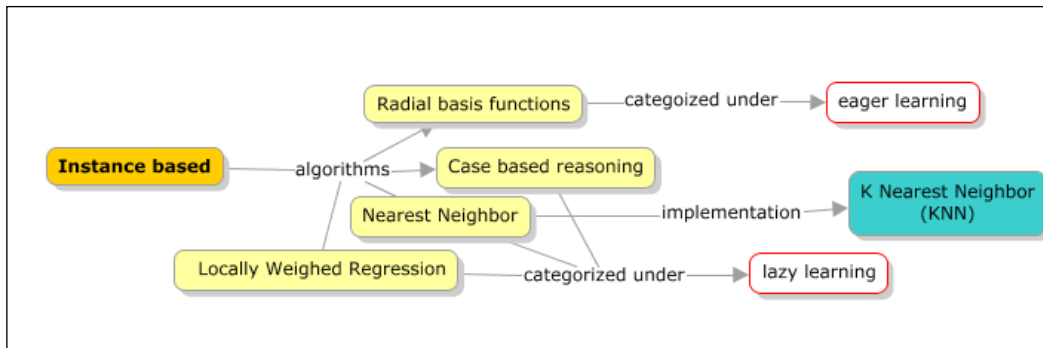 Radial basis functions
categoized under
eager learning
Instance based
algorithms
Case based reasoning
Nearest Neighbor
implementation
K Nearest Neighbor
(KNN)
Locally Weighed Regression
categorized under
lazy learning